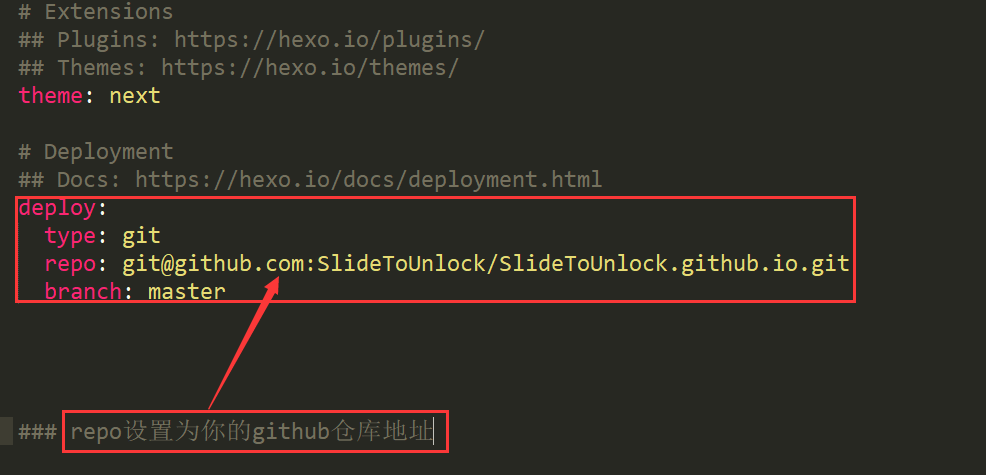 # Extensions
## Plugins: https://hexo.io/plugins/
## Themes: https://hexo.io/themes/
theme: next
# Deployment
## Docs: https://hexo.io/docs/deployment.html
deploy:
type: git
repo: git@github.com:SlideToUnlock/SlideToUnlock.github.io.git
branch: master
### repo设置为你的github仓库地址